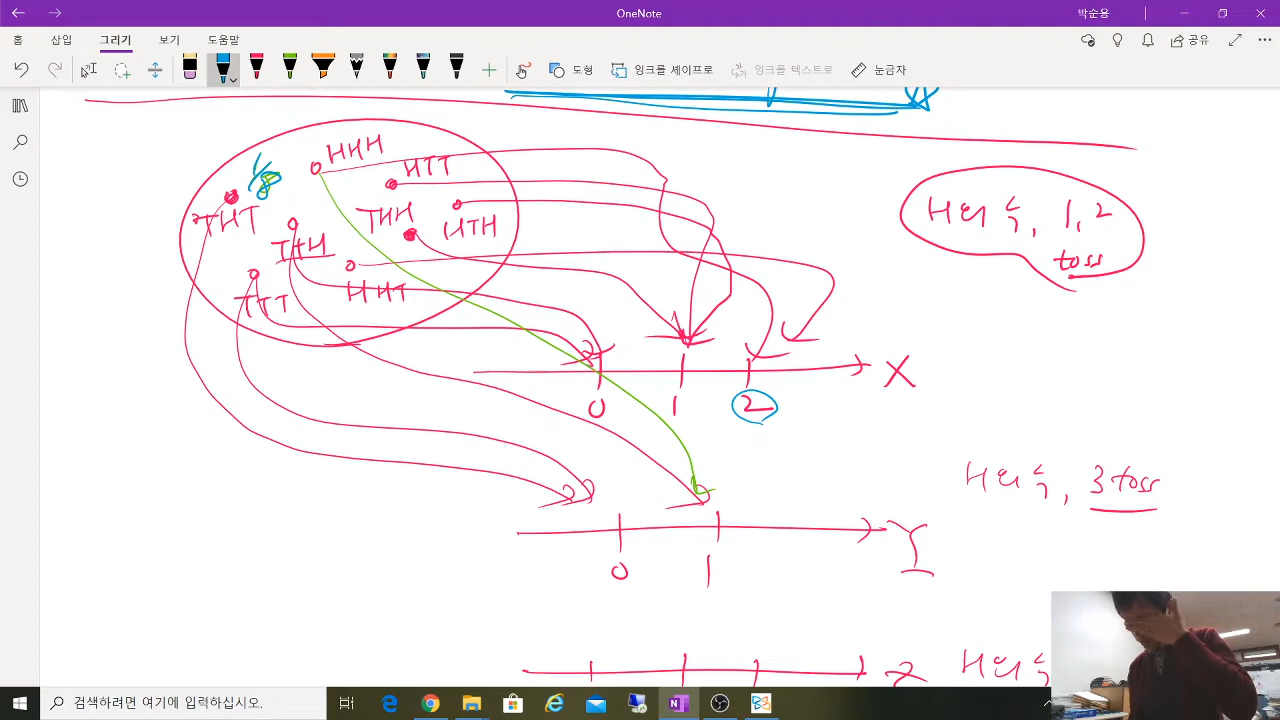 OneNote
박순용
홈 삽입 그리기 보기 도움말
공유
도형 잉크를 셰이프로 잉크를 텍스트로 눈금자
1/8
HHH
HTT
THT
THH
HTH
TTH
TTT
HHT
H의 수, 1, 2
toss
0 1 2
X
H의 수, 3 toss
Y
0 1
Z
H의 수
검색하려면 여기에 입력하십시오.